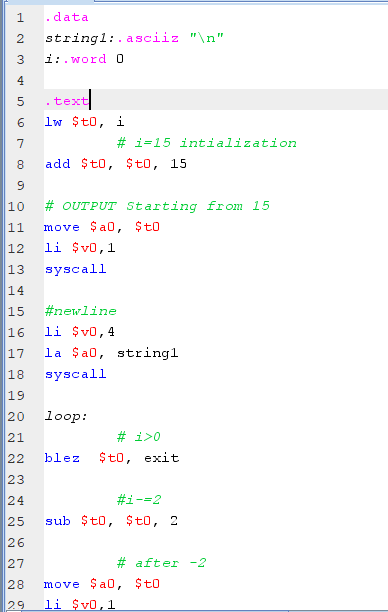 1 .data
2 string1:.asciiz "\n"
3 i:.word 0
4
5 .text
6 lw $t0, i
7 # i=15 intialization
8 add $t0, $t0, 15
9
10 # OUTPUT Starting from 15
11 move $a0, $t0
12 li $v0,1
13 syscall
14
15 #newline
16 li $v0,4
17 la $a0, string1
18 syscall
19
20 loop:
21 # i>0
22 blez $t0, exit
23
24 #i-=2
25 sub $t0, $t0, 2
26
27 # after -2
28 move $a0, $t0
29 li $v0,1